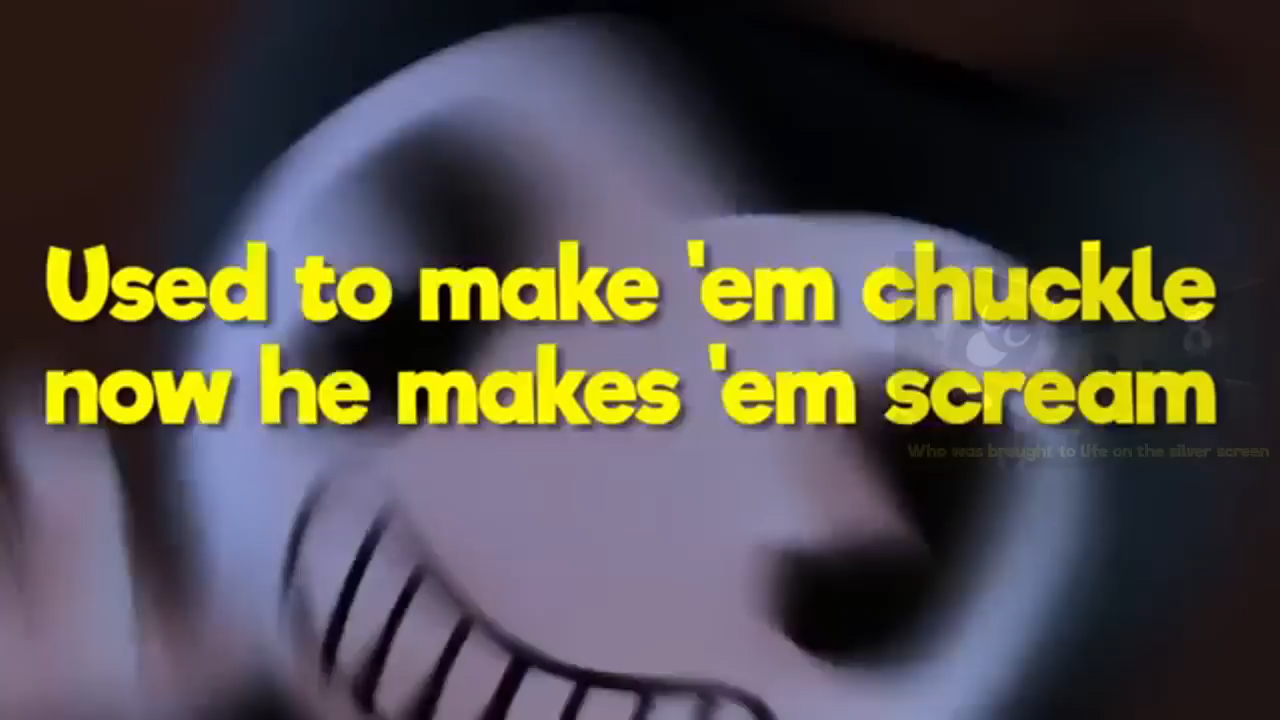 Used to make 'em chuckle
now he makes 'em scream
Who was brought to life on the silver screen